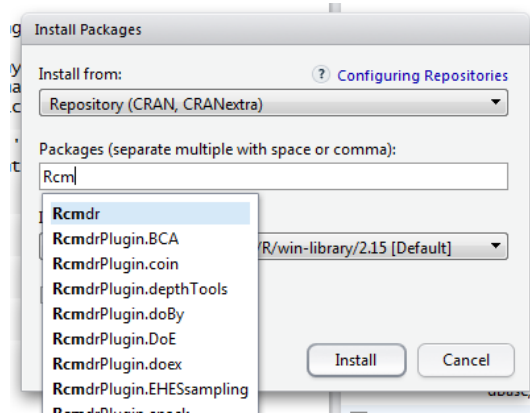 Install Packages
Install from:
? Configuring Repositories
Repository (CRAN, CRANextra)
Packages (separate multiple with space or comma):
Rcm
Rcmdr
RcmdrPlugin.BCA
/R/win-library/2.15 [Default]
RcmdrPlugin.coin
RcmdrPlugin.depthTools
RcmdrPlugin.doBy
RcmdrPlugin.DoE
RcmdrPlugin.doex
Install
Cancel
RcmdrPlugin.EHESsampling